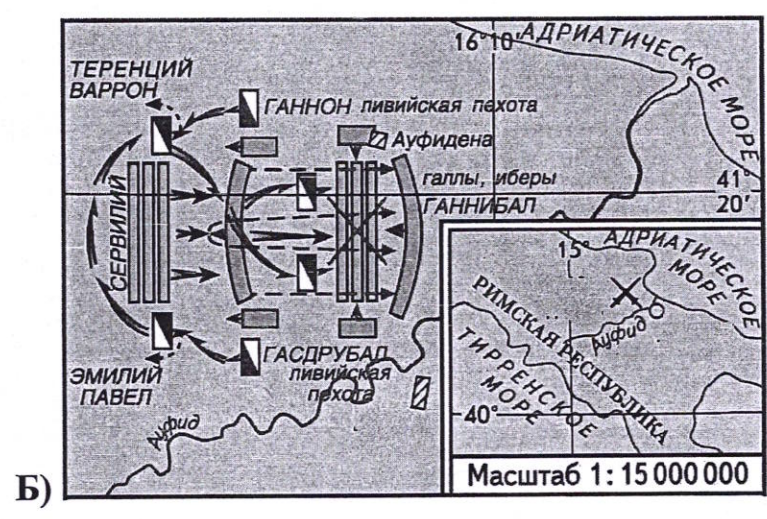 16°10'
АДРИАТИЧЕСКОЕ МОРЕ
ТЕРЕНЦИЙ
ВАРРОН
ГАННОН ливийская пехота
Ауфидена
галлы, иберы
41°
20'
ГАННИБАЛ
СЕРВИЛИЙ
ГАСДРУБАЛ
ливийская
пехота
ЭМИЛИЙ
ПАВЕЛ
Ауфид
15°
АДРИАТИЧЕСКОЕ
МОРЕ
РИМСКАЯ РЕСПУБЛИКА
Ауфид
ТИРРЕНСКОЕ
МОРЕ
40°
Масштаб 1: 15 000 000
Б)